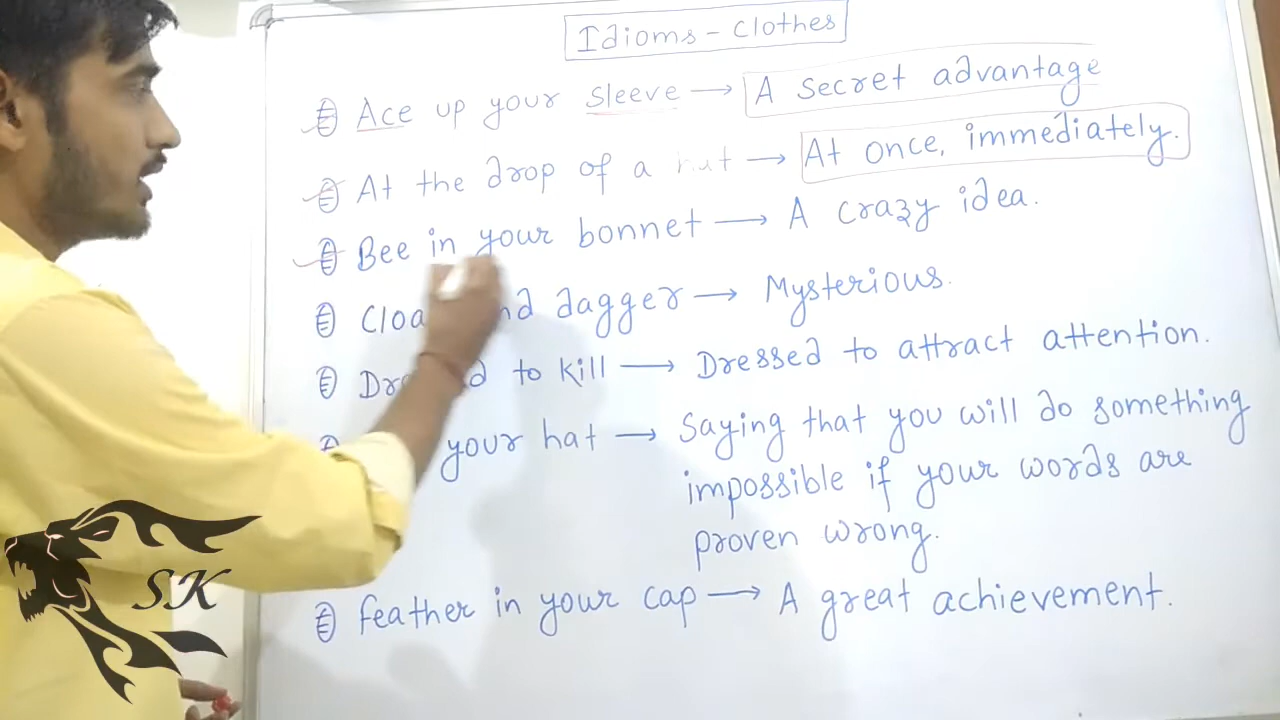 Idioms - Clothes
Ace up your sleeve → A secret advantage
At the drop of a → At once, immediately.
Bee in your bonnet → A crazy idea.
dagger → Mysterious.
to kill → Dressed to attract attention.
your hat → Saying that you will do something
impossible if your words are
proven wrong.
feather in your cap → A great achievement.
SK